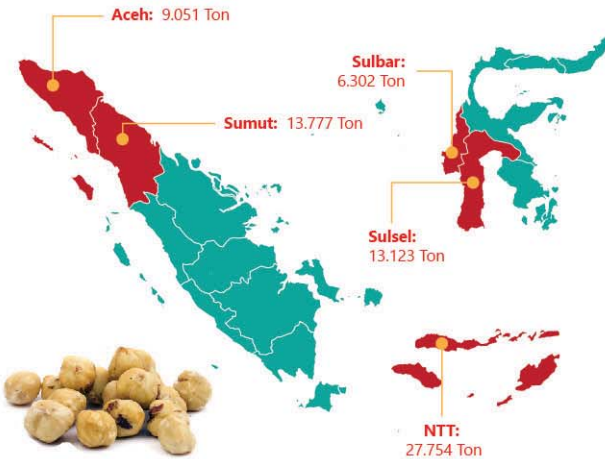 Aceh: 9.051 Ton
Sumut: 13.777 Ton
Sulbar:
6.302 Ton
Sulsel:
13.123 Ton
NTT:
27.754 Ton